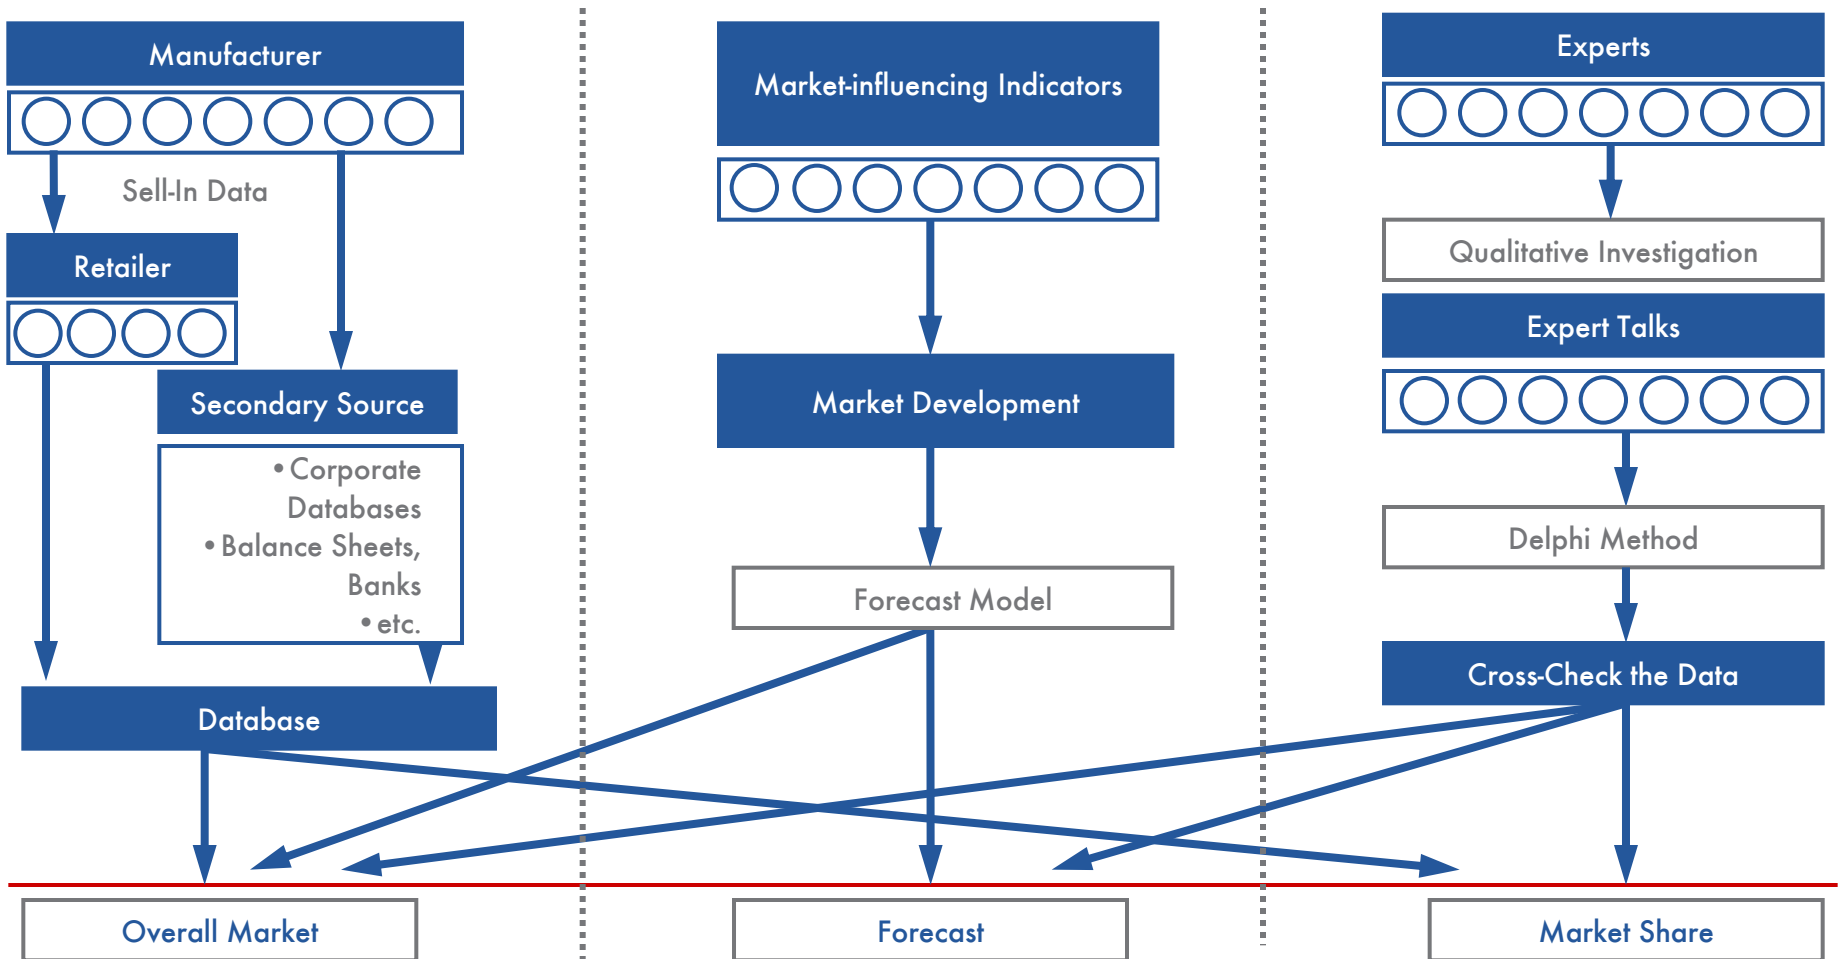 Manufacturer
Sell-In Data
Retailer
Secondary Source
•Corporate
Databases
•Balance Sheets,
Banks
•etc.
Database
Overall Market
Market-influencing Indicators
Market Development
Forecast Model
Forecast
Experts
Qualitative Investigation
Expert Talks
Delphi Method
Cross-Check the Data
Market Share